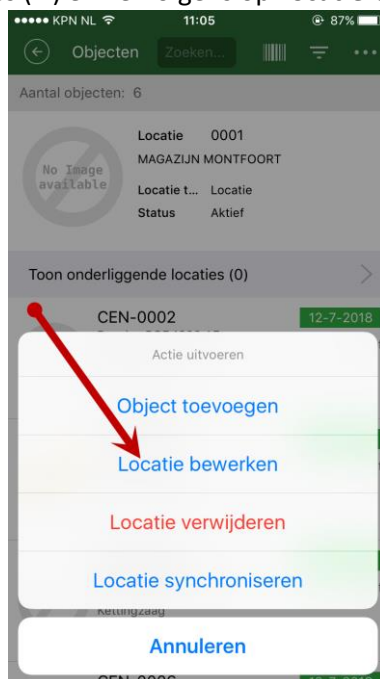 ●●●●● KPN NL 11:05 87%
Objecten Zoeken... •••
Aantal objecten: 6
No Image
available
Locatie 0001
MAGAZIJN MONTFOORT
Locatie t... Locatie
Status Aktief
Toon onderliggende locaties (0)
CEN-0002 12-7-2018
Actie uitvoeren
Object toevoegen
Locatie bewerken
Locatie verwijderen
Locatie synchroniseren
Kettingzaag
Annuleren